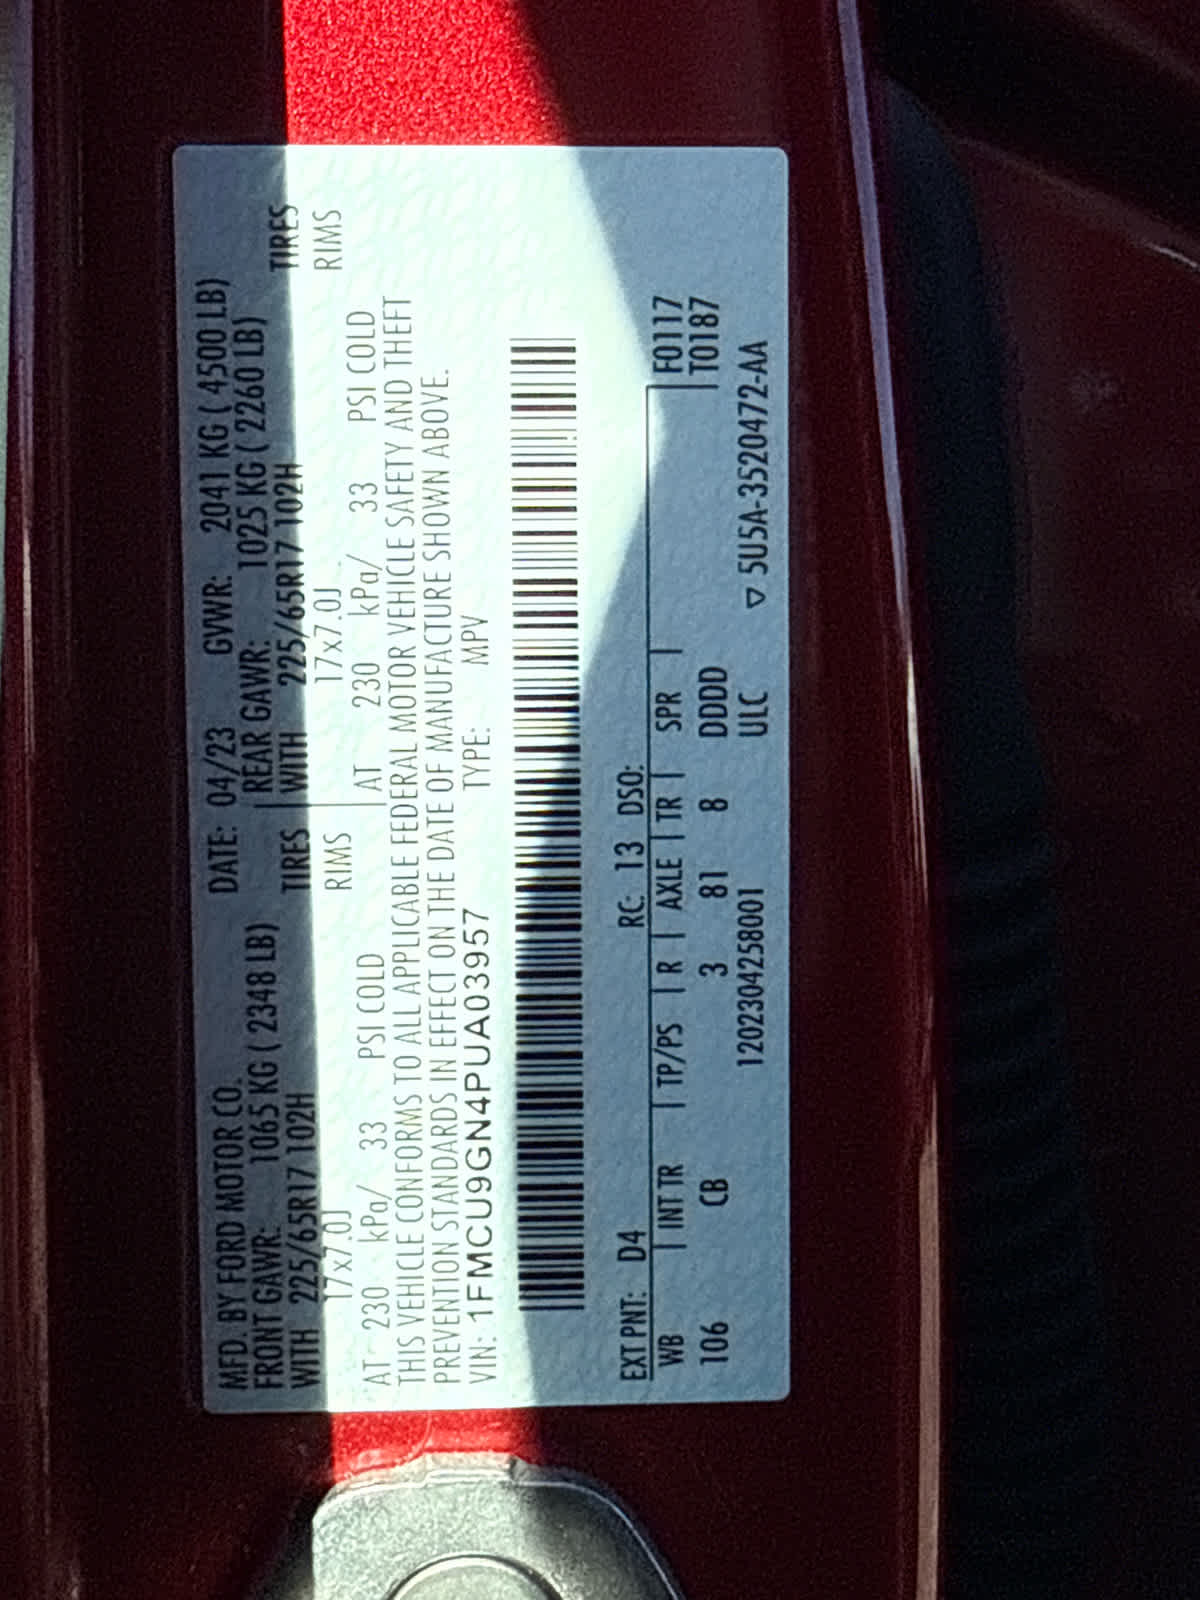 MFD. BY FORD MOTOR CO. DATE: 04/23 GVWR: 2041 KG ( 4500 LB)
FRONT GAWR: 1065 KG ( 2348 LB) REAR GAWR: 1025 KG ( 2260 LB)
WITH 225/65R17 102H TIRES WITH 225/65R17 102H TIRES
17x7.0J RIMS 17x7.0J RIMS
AT 230 kPa/ 33 PSI COLD AT 230 kPa/ 33 PSI COLD
THIS VEHICLE CONFORMS TO ALL APPLICABLE FEDERAL MOTOR VEHICLE SAFETY AND THEFT
PREVENTION STANDARDS IN EFFECT ON THE DATE OF MANUFACTURE SHOWN ABOVE.
VIN: 1FMCU9GN4PUA03957 TYPE: MPV
EXT PNT: D4 RC: 13 DSO: F0117
WB INT TR TP/PS R AXLE TR SPR T0187
106 CB 3 81 8 DDDD
1202304258001 ULC ▽ 5U5A-3520472-AA